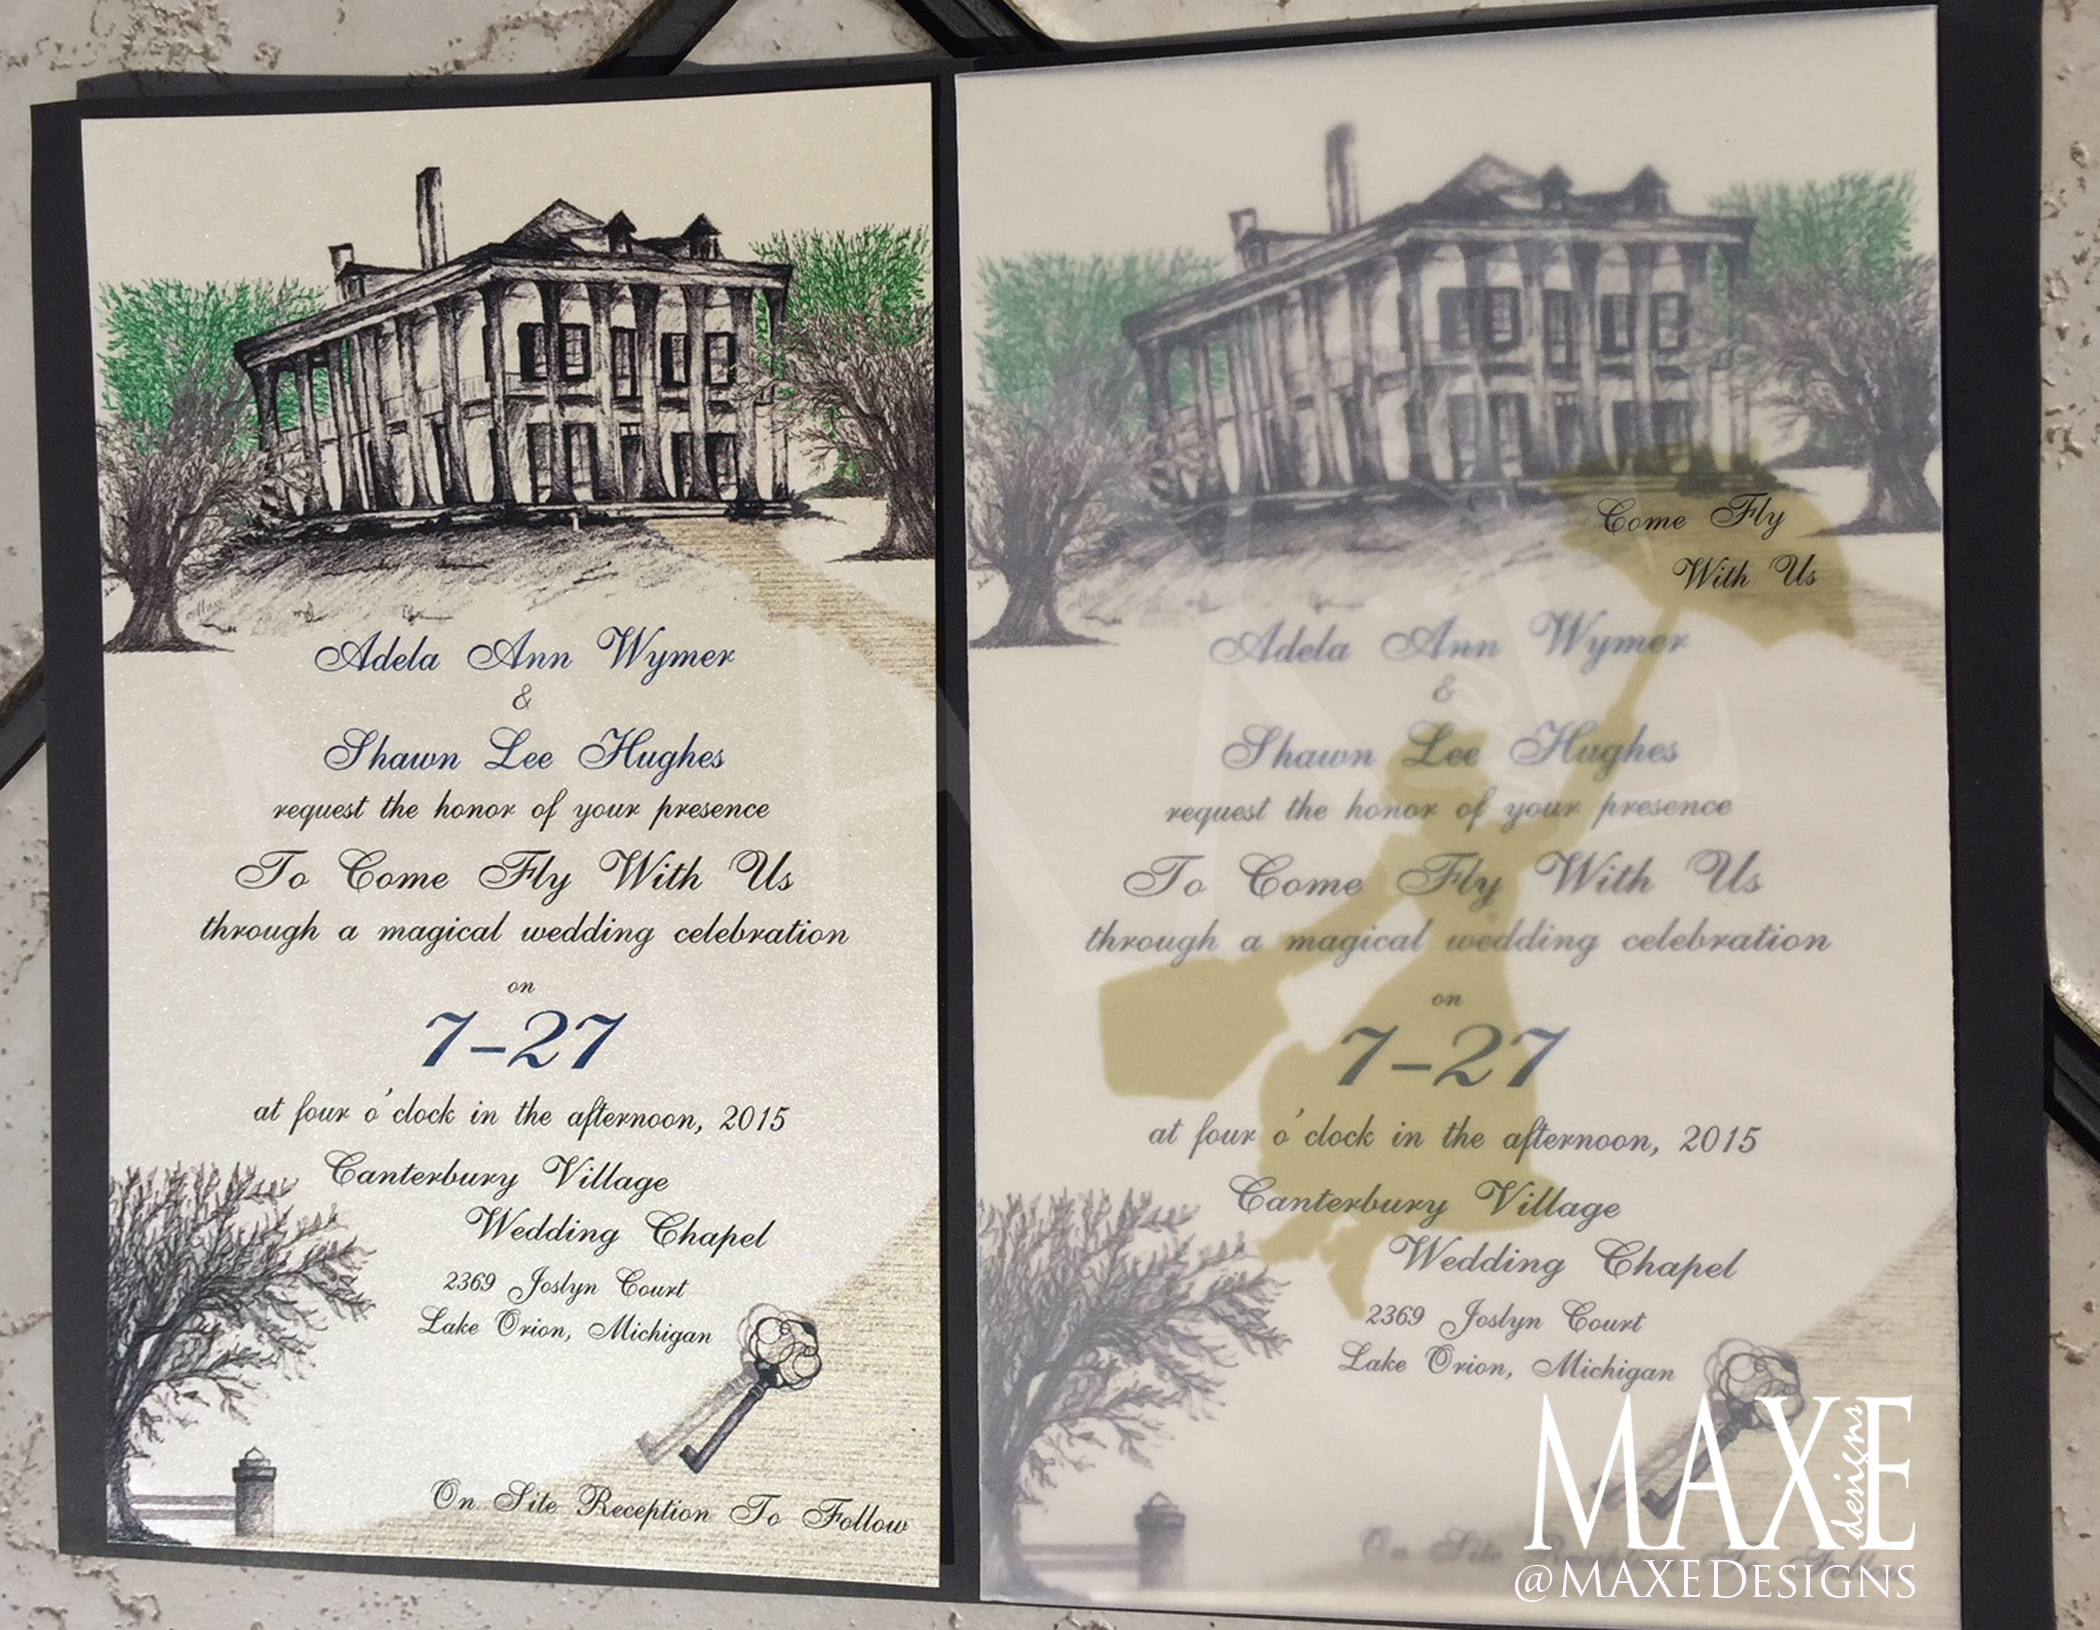 Adela Ann Wymer
&
Shawn Lee Hughes
request the honor of your presence
To Come Fly With Us
through a magical wedding celebration
on
7-27
at four o'clock in the afternoon, 2015
Canterbury Village
Wedding Chapel
2369 Joslyn Court
Lake Orion, Michigan
On Site Reception To Follow
Come Fly
With Us
Adela Ann Wymer
&
Shawn Lee Hughes
request the honor of your presence
To Come Fly With Us
through a magical wedding celebration
on
7-27
at four o'clock in the afternoon, 2015
Canterbury Village
Wedding Chapel
2369 Joslyn Court
Lake Orion, Michigan
On Site
MAXE
designs
@MAXEDesigns